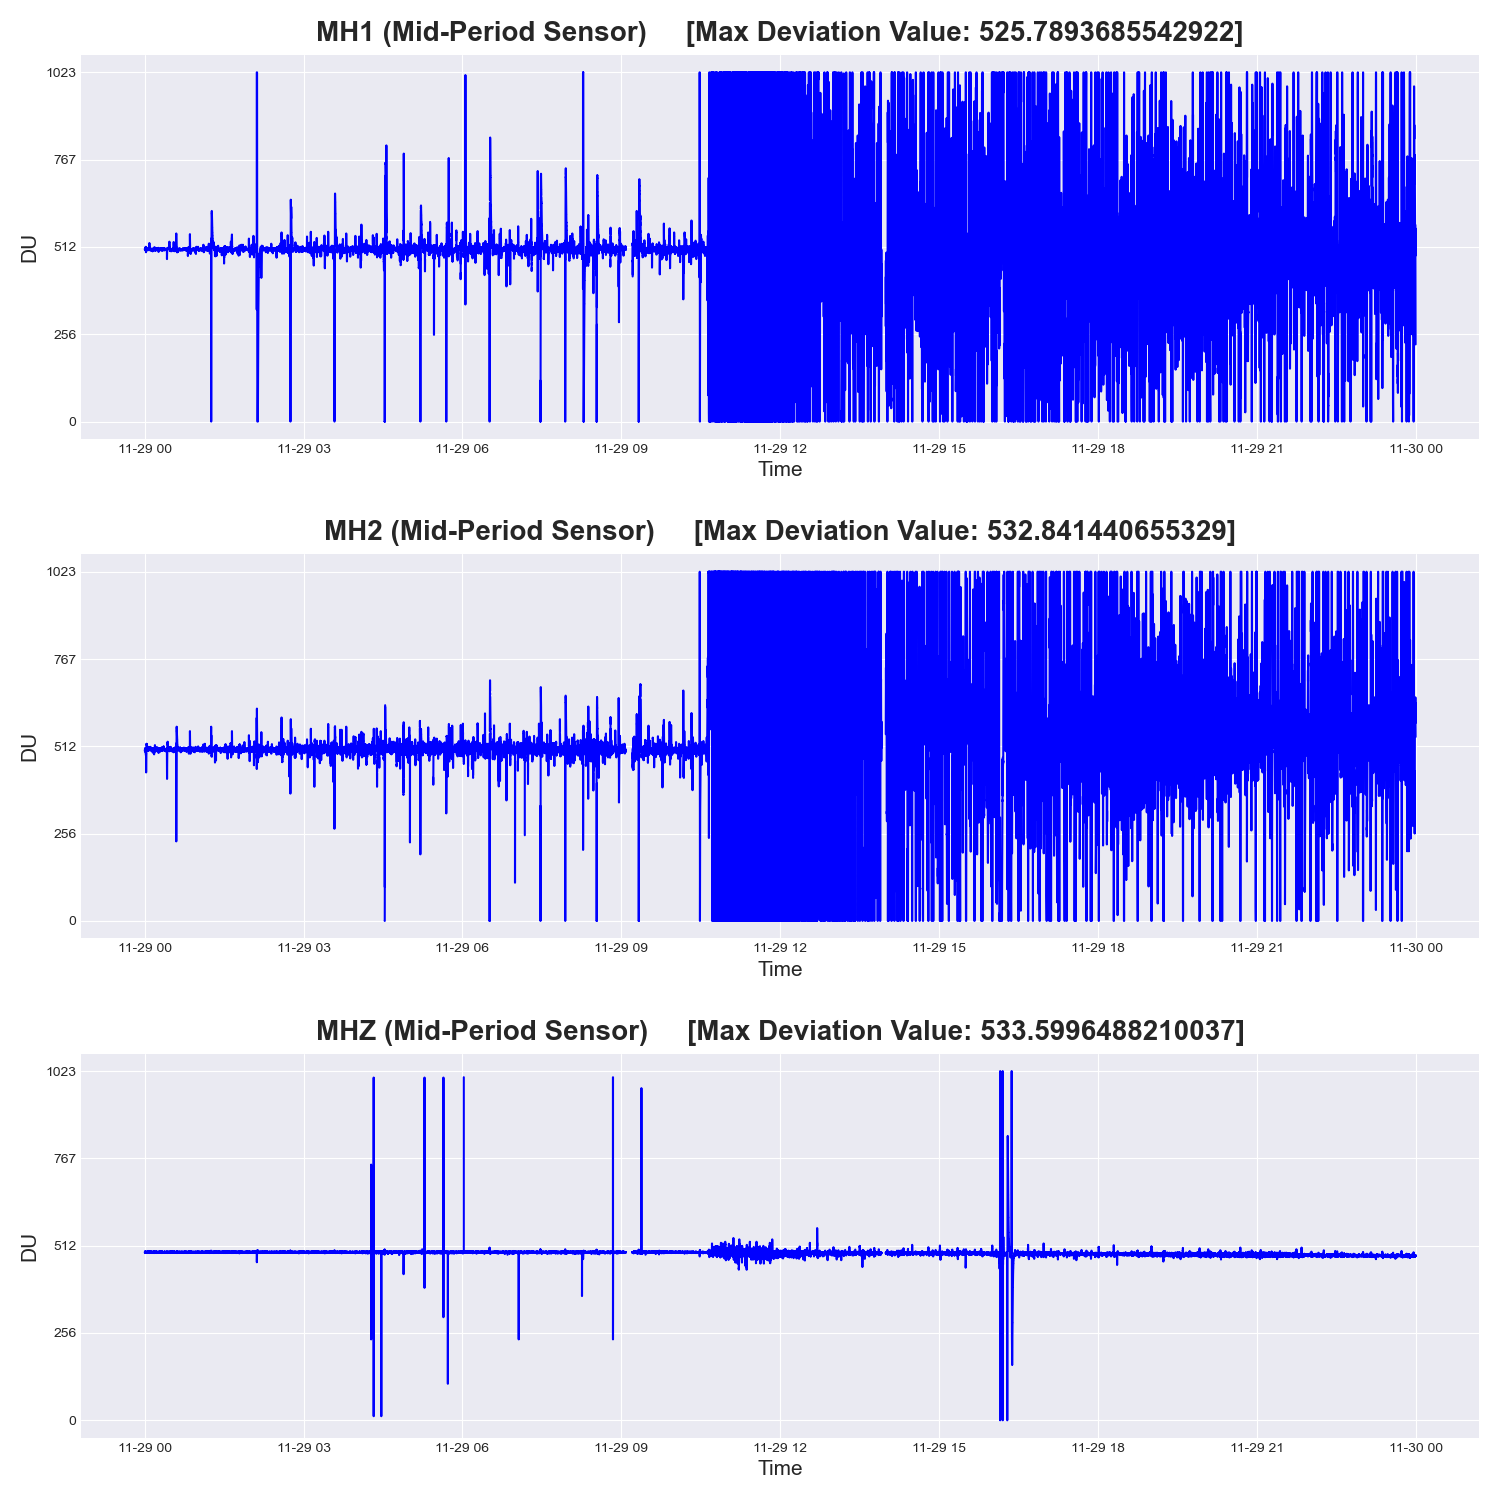 MH1 (Mid-Period Sensor) [Max Deviation Value: 525.7893685542922]
1023
767
512
256
0
DU
11-29 00 11-29 03 11-29 06 11-29 09 11-29 12 11-29 15 11-29 18 11-29 21 11-30 00
Time
MH2 (Mid-Period Sensor) [Max Deviation Value: 532.841440655329]
1023
767
512
256
0
DU
11-29 00 11-29 03 11-29 06 11-29 09 11-29 12 11-29 15 11-29 18 11-29 21 11-30 00
Time
MHZ (Mid-Period Sensor) [Max Deviation Value: 533.5996488210037]
1023
767
512
256
0
DU
11-29 00 11-29 03 11-29 06 11-29 09 11-29 12 11-29 15 11-29 18 11-29 21 11-30 00
Time